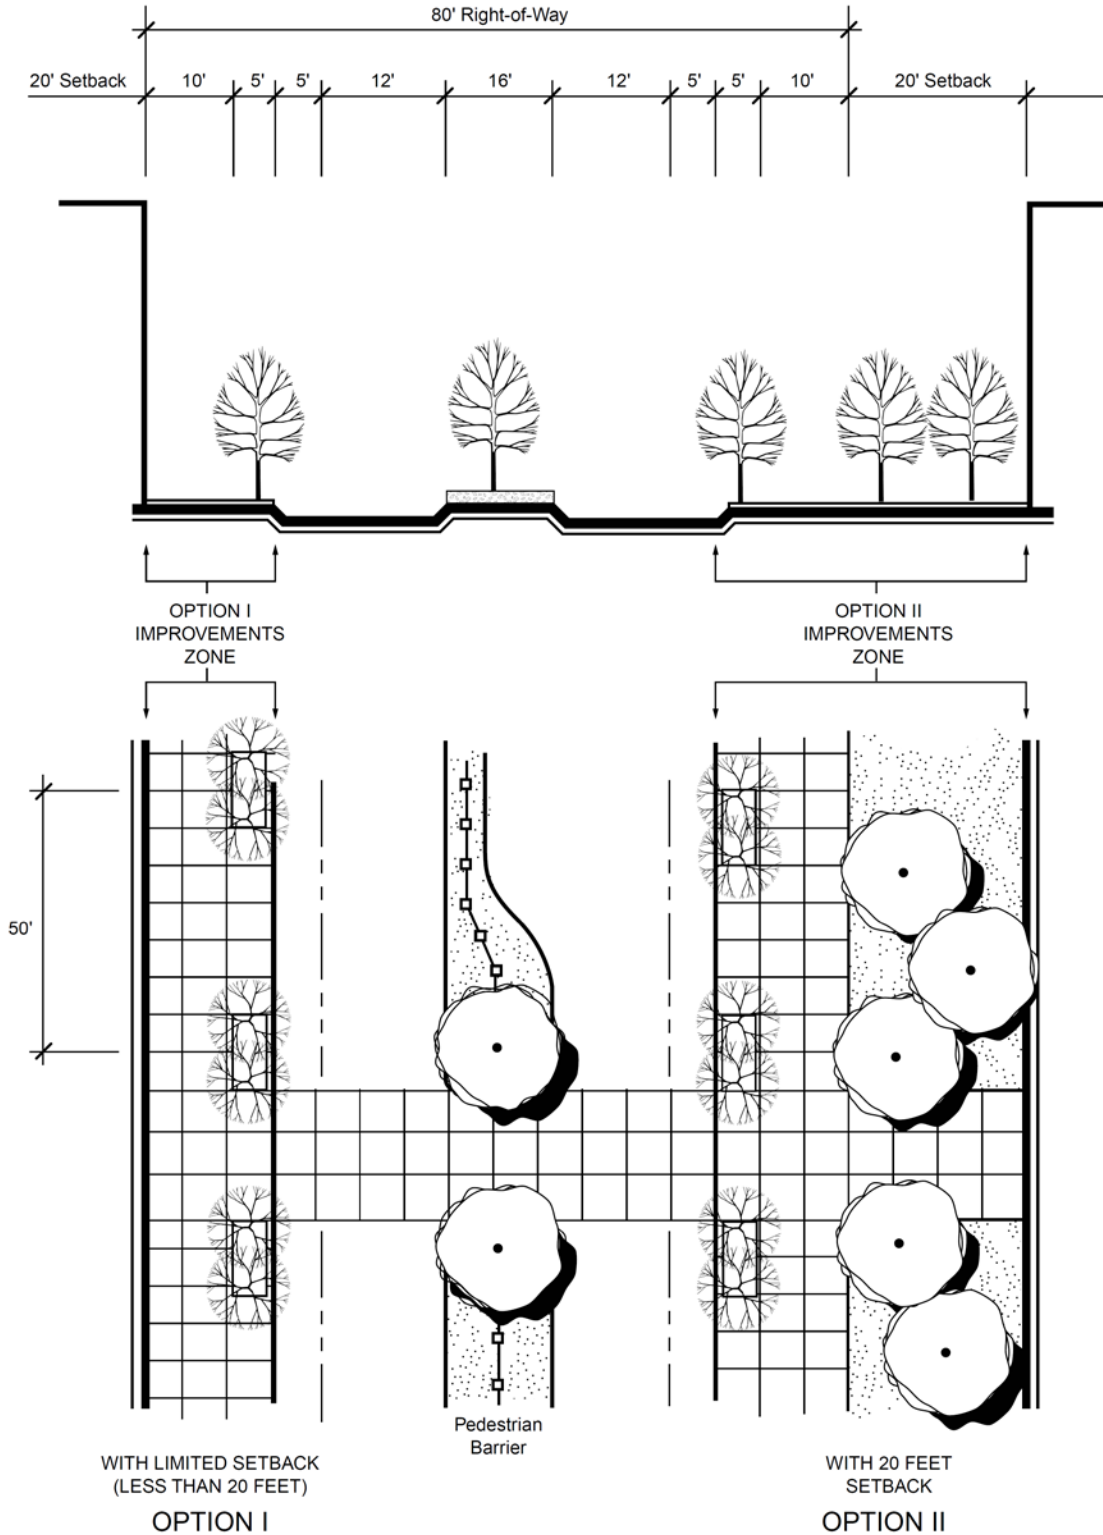 80' Right-of-Way
20' Setback 10' 5' 5' 12' 16' 12' 5' 5' 10' 20' Setback
OPTION I
IMPROVEMENTS
ZONE
OPTION II
IMPROVEMENTS
ZONE
50'
Pedestrian
Barrier
WITH LIMITED SETBACK
(LESS THAN 20 FEET)
OPTION I
WITH 20 FEET
SETBACK
OPTION II